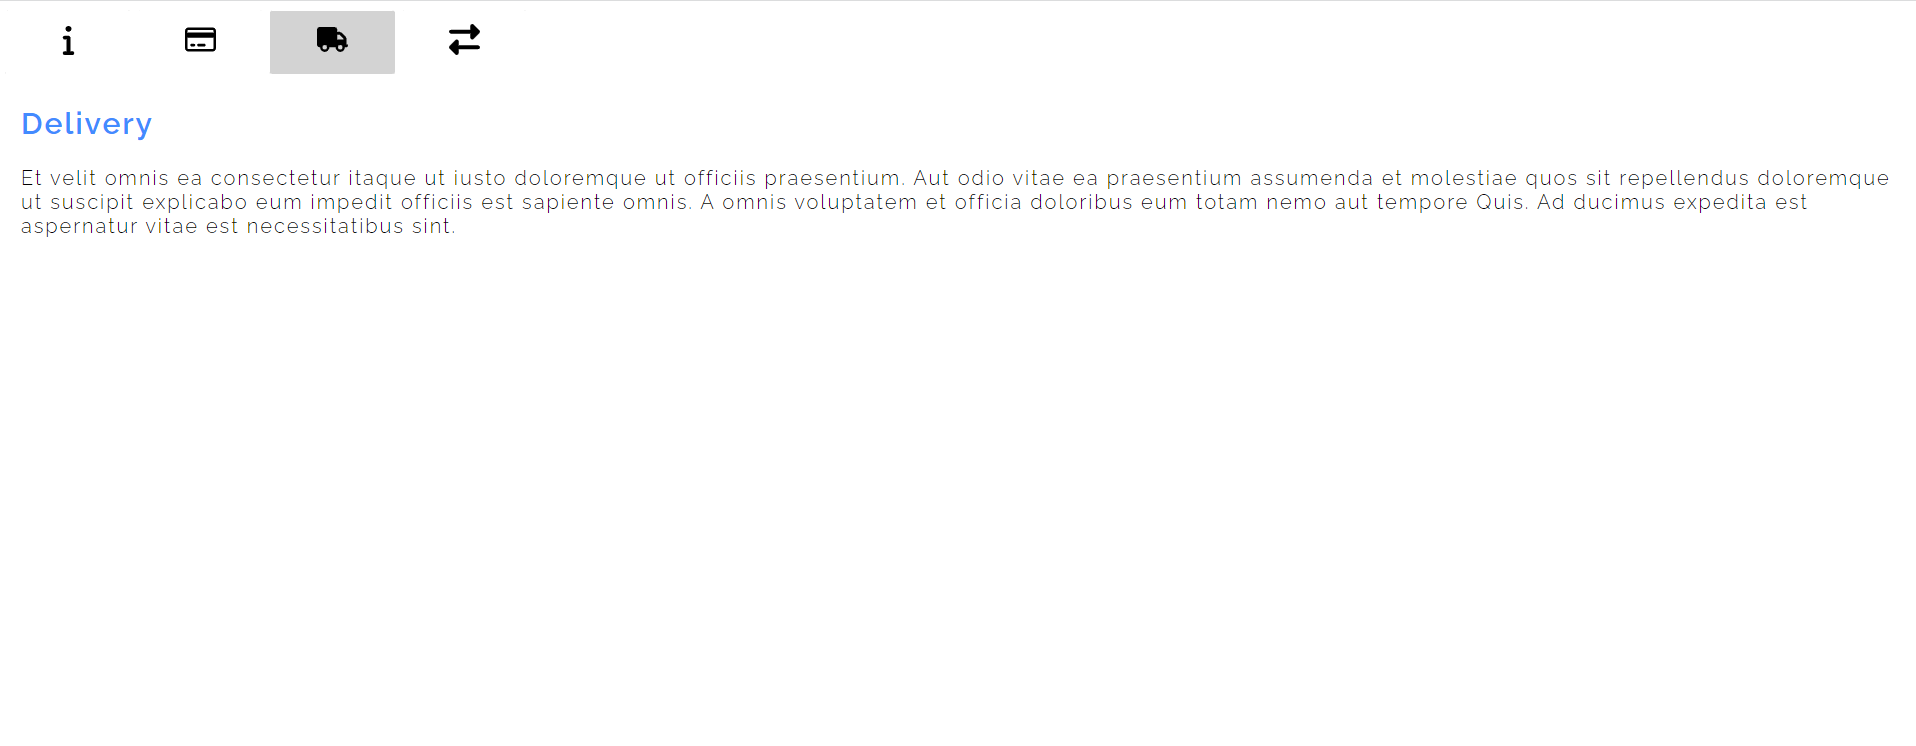 Delivery
Et velit omnis ea consectetur itaque ut iusto doloremque ut officiis praesentium. Aut odio vitae ea praesentium assumenda et molestiae quos sit repellendus doloremque
ut suscipit explicabo eum impedit officiis est sapiente omnis. A omnis voluptatem et officia doloribus eum totam nemo aut tempore Quis. Ad ducimus expedita est
aspernatur vitae est necessitatibus sint.